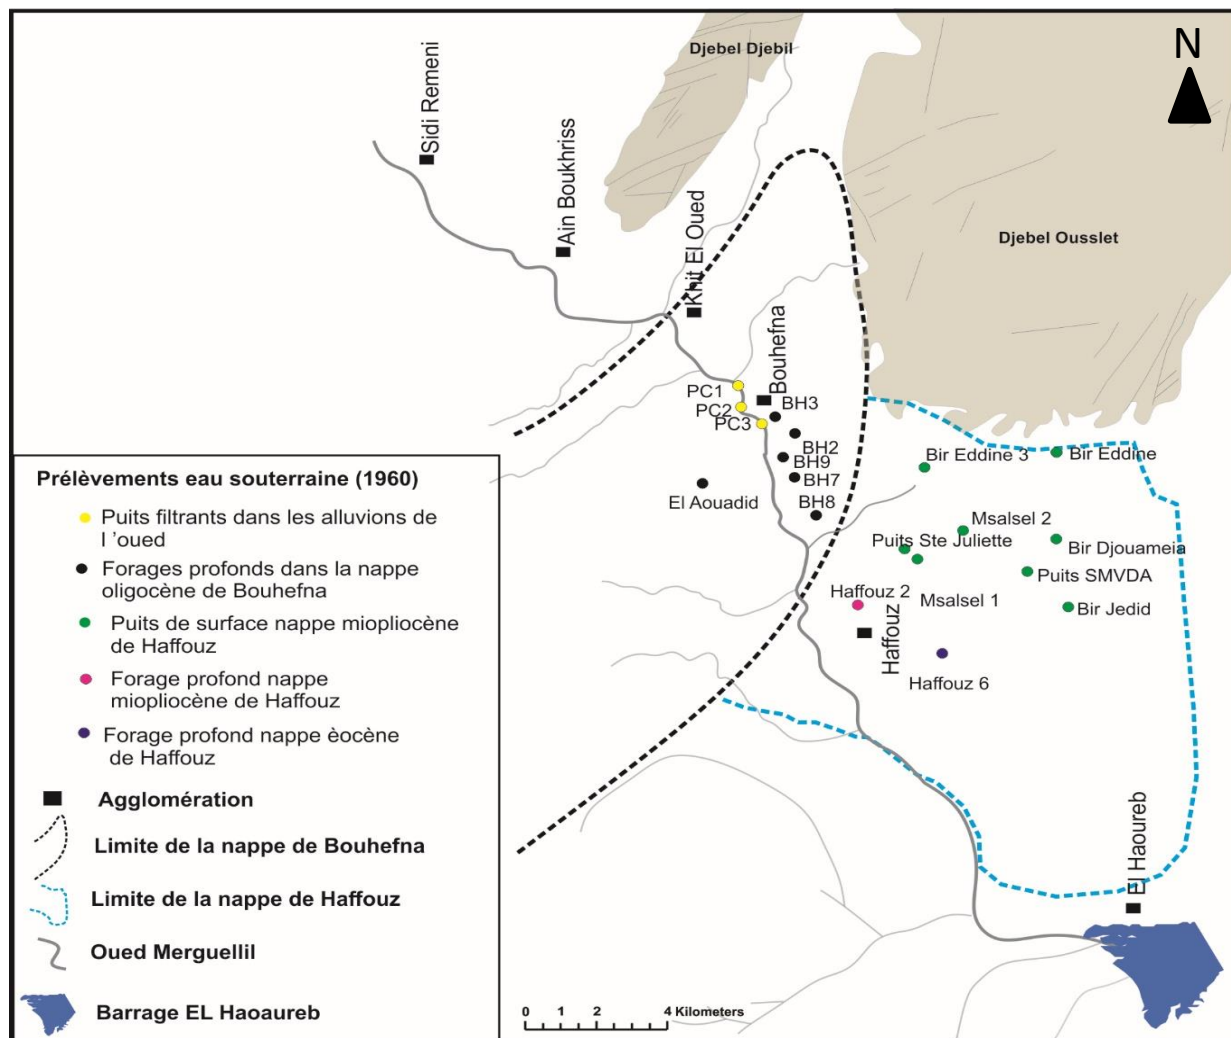 Djebel Djebil
N
Sidi Remeni
Ain Boukhriss
Khit El Oued
Djebel Ousslet
Bouhefna
PC1
PC2
PC3
BH3
BH2
BH9
BH7
BH8
El Aouadid
Bir Eddine 3
Bir Eddine
Msalsel 2
Puits Ste Juliette
Bir Djouameia
Puits SMVDA
Haffouz 2
Msalsel 1
Bir Jedid
Haffouz
Haffouz 6
El Haoureb
Prélèvements eau souterraine (1960)
Puits filtrants dans les alluvions de
l 'oued
Forages profonds dans la nappe
oligocène de Bouhefna
Puits de surface nappe miopliocène
de Haffouz
Forage profond nappe
miopliocène de Haffouz
Forage profond nappe èocène
de Haffouz
Agglomération
Limite de la nappe de Bouhefna
Limite de la nappe de Haffouz
Oued Merguellil
Barrage EL Haoaureb
0 1 2 4 Kilometers